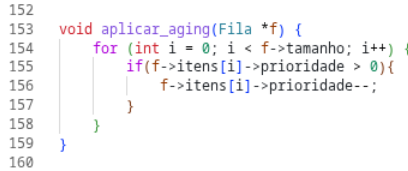 152
153 void aplicar_aging(Fila *f) {
154     for (int i = 0; i < f->tamanho; i++) {
155         if(f->itens[i]->prioridade > 0){
156             f->itens[i]->prioridade--;
157         }
158     }
159 }
160